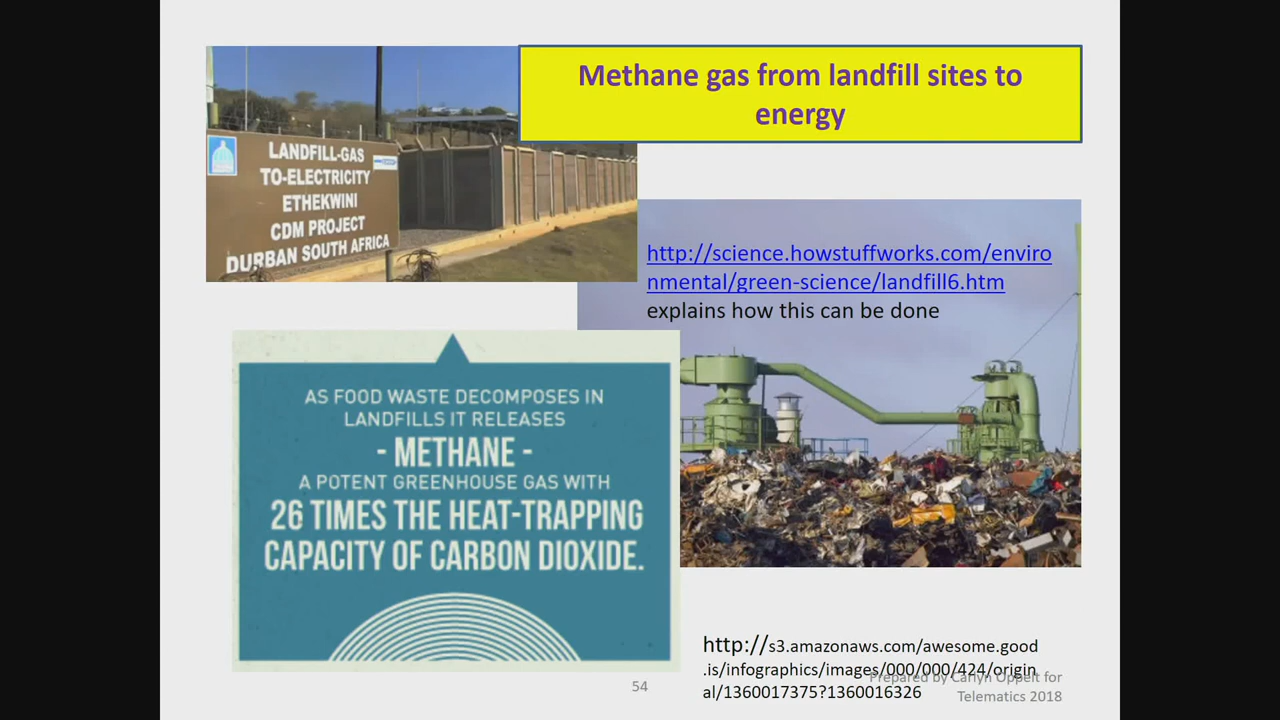 Methane gas from landfill sites to
energy
LANDFILL-GAS
TO-ELECTRICITY
ETHEKWINI
CDM PROJECT
DURBAN SOUTH AFRICA
http://science.howstuffworks.com/enviro
nmental/green-science/landfill6.htm
explains how this can be done
AS FOOD WASTE DECOMPOSES IN
LANDFILLS IT RELEASES
- METHANE -
A POTENT GREENHOUSE GAS WITH
26 TIMES THE HEAT-TRAPPING
CAPACITY OF CARBON DIOXIDE.
http://s3.amazonaws.com/awesome.good
.is/infographics/images/000/000/424/origin
al/1360017375?1360016326
54
Prepared by Carlyn Oppelt for
Telematics 2018